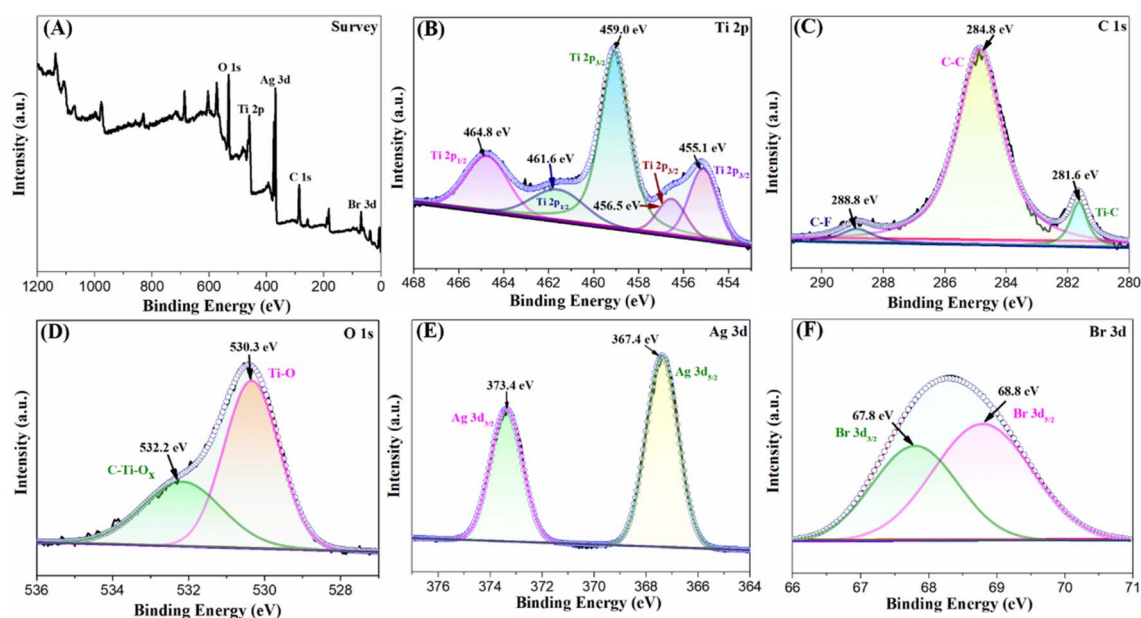 (A)
Survey
O 1s
Ag 3d
Ti 2p
C 1s
Br 3d
Intensity (a.u.)
1200 1000 800 600 400 200 0
Binding Energy (eV)
(B)
Ti 2p
459.0 eV
Ti 2p3/2
464.8 eV
Ti 2p1/2
461.6 eV
Ti 2p1/2
Ti 2p3/2
456.5 eV
455.1 eV
Ti 2p3/2
Intensity (a.u.)
468 466 464 462 460 458 456 454
Binding Energy (eV)
(C)
C 1s
284.8 eV
C-C
281.6 eV
Ti-C
288.8 eV
C-F
Intensity (a.u.)
290 288 286 284 282 280
Binding Energy (eV)
(D)
O 1s
530.3 eV
Ti-O
532.2 eV
C-Ti-Ox
Intensity (a.u.)
536 534 532 530 528
Binding Energy (eV)
(E)
Ag 3d
367.4 eV
Ag 3d5/2
373.4 eV
Ag 3d3/2
Intensity (a.u.)
376 373 370 367 364
Binding Energy (eV)
(F)
Br 3d
68.8 eV
Br 3d5/2
67.8 eV
Br 3d3/2
Intensity (a.u.)
66 67 68 69 70 71
Binding Energy (eV)